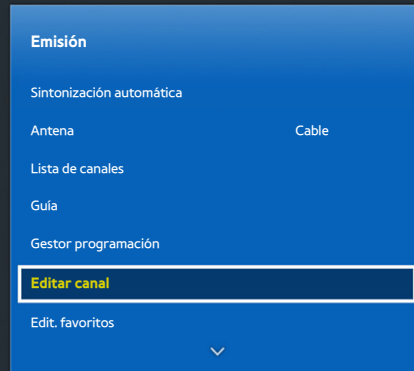 Emisión
Sintonización automática
Antena Cable
Lista de canales
Guía
Gestor programación
Editar canal
Edit. favoritos